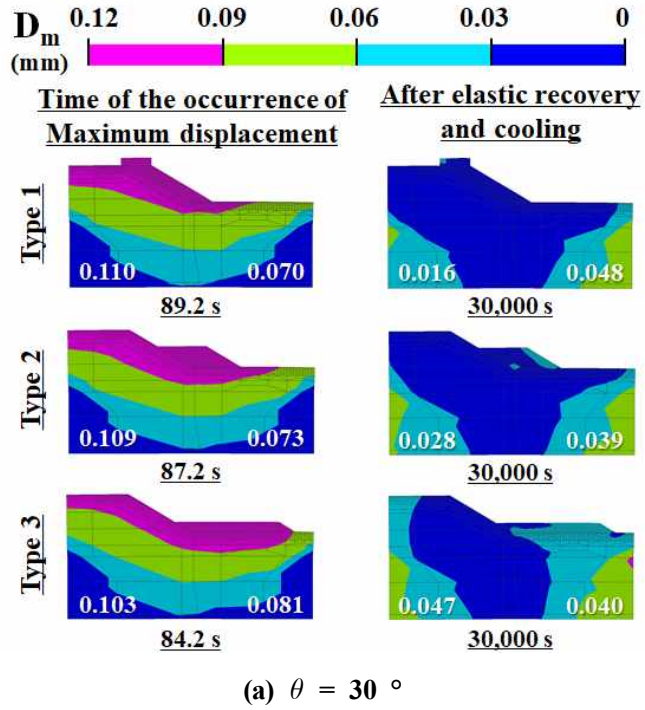 D_m
(mm)
0.12 0.09 0.06 0.03 0
Time of the occurrence of
Maximum displacement
After elastic recovery
and cooling
Type 1
0.110 0.070
89.2 s
0.016 0.048
30,000 s
Type 2
0.109 0.073
87.2 s
0.028 0.039
30,000 s
Type 3
0.103 0.081
84.2 s
0.047 0.040
30,000 s
(a) θ = 30 °